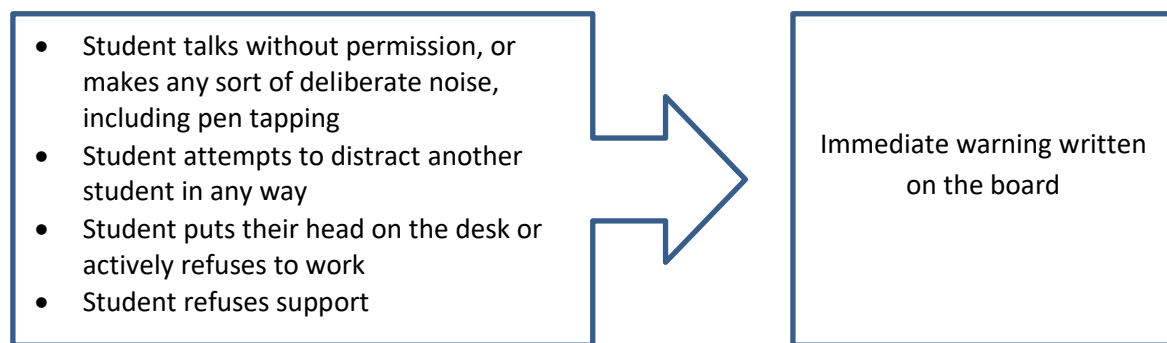 • Student talks without permission, or
makes any sort of deliberate noise,
including pen tapping
• Student attempts to distract another
student in any way
• Student puts their head on the desk or
actively refuses to work
• Student refuses support
Immediate warning written
on the board